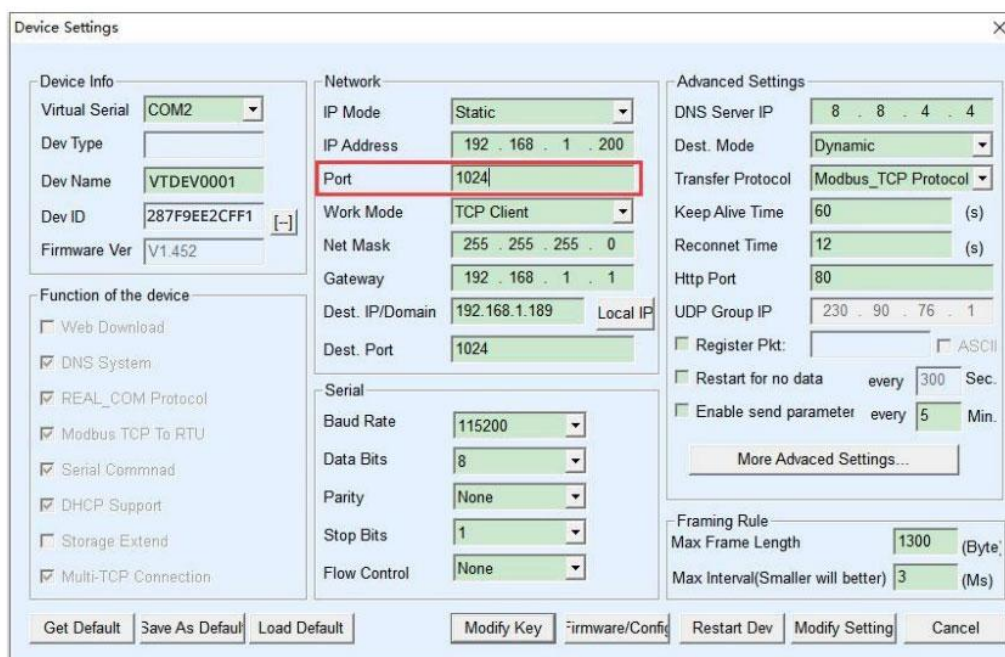 Device Settings
Device Info
Virtual Serial COM2
Dev Type
Dev Name VTDEV0001
Dev ID 287F9EE2CFF1 [--]
Firmware Ver V1.452
Function of the device
Web Download
DNS System
REAL_COM Protocol
Modbus TCP To RTU
Serial Commnad
DHCP Support
Storage Extend
Multi-TCP Connection
Network
IP Mode Static
IP Address 192 . 168 . 1 . 200
Port 1024
Work Mode TCP Client
Net Mask 255 . 255 . 255 . 0
Gateway 192 . 168 . 1 . 1
Dest. IP/Domain 192.168.1.189 Local IP
Dest. Port 1024
Serial
Baud Rate 115200
Data Bits 8
Parity None
Stop Bits 1
Flow Control None
Advanced Settings
DNS Server IP 8 . 8 . 4 . 4
Dest. Mode Dynamic
Transfer Protocol Modbus_TCP Protocol
Keep Alive Time 60 (s)
Reconnet Time 12 (s)
Http Port 80
UDP Group IP 230 . 90 . 76 . 1
Register Pkt: ASCII
Restart for no data every 300 Sec.
Enable send parameter every 5 Min.
More Advaced Settings...
Framing Rule
Max Frame Length 1300 (Byte)
Max Interval(Smaller will better) 3 (Ms)
Get Default Save As Defaul Load Default Modify Key Firmware/Config Restart Dev Modify Setting Cancel